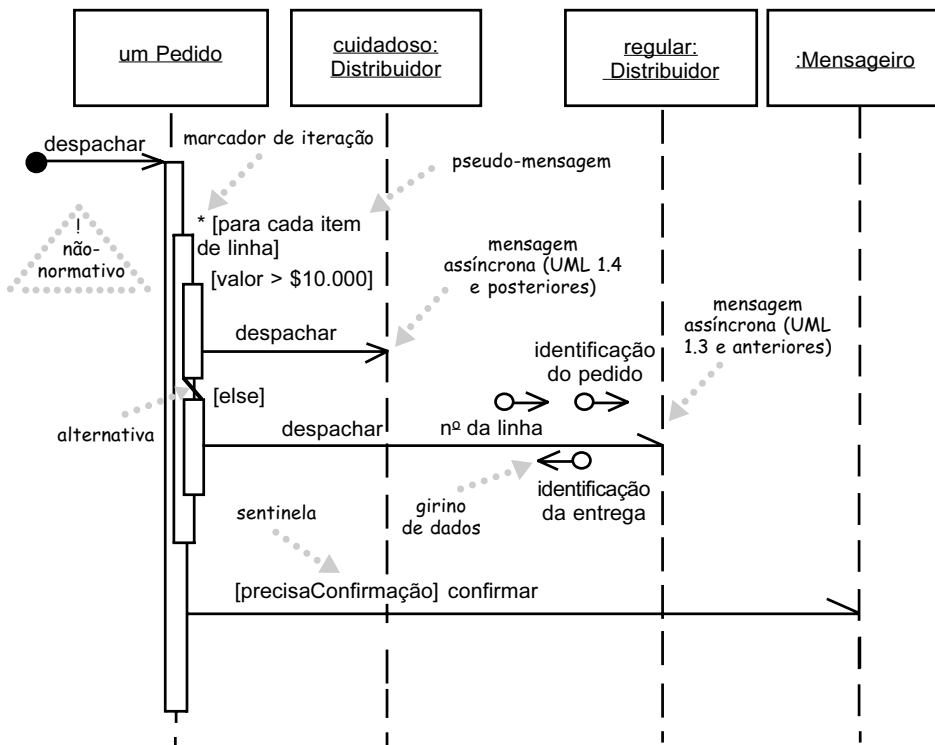 um Pedido
cuidadoso:
Distribuidor
regular:
Distribuidor
:Mensageiro
despachar
marcador de iteração
pseudo-mensagem
!
não-
normativo
* [para cada item
de linha]
mensagem
assíncrona (UML 1.4
e posteriores)
[valor > $10.000]
mensagem
assíncrona (UML
1.3 e anteriores)
despachar
identificação
do pedido
[else]
alternativa
despachar
nº da linha
girino
de dados
identificação
da entrega
sentinela
[precisaConfirmação] confirmar